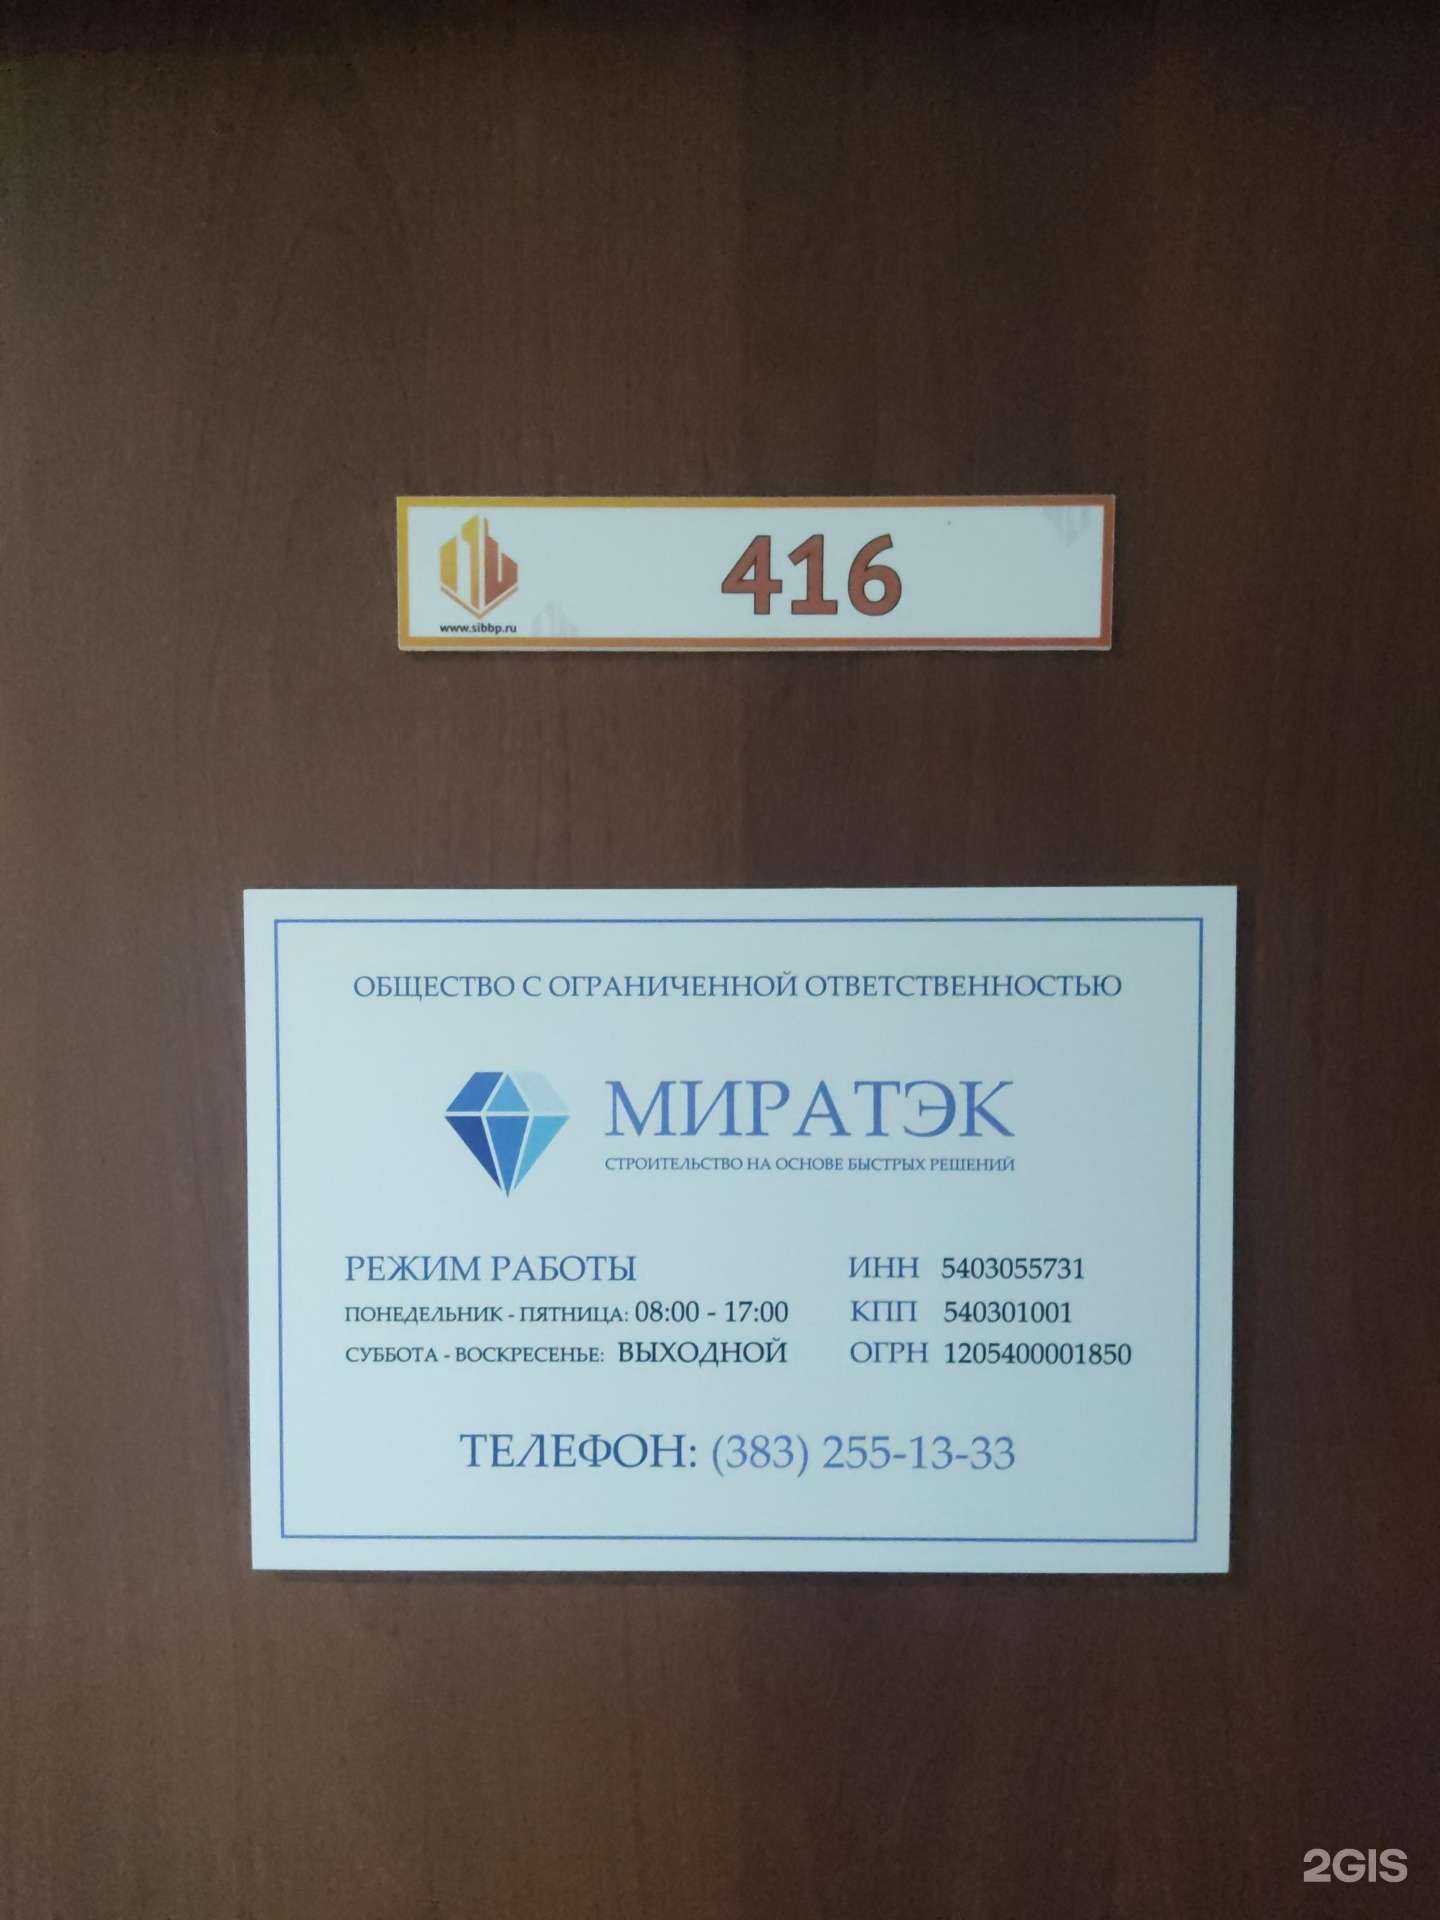 416
www.sibbp.ru
ОБЩЕСТВО С ОГРАНИЧЕННОЙ ОТВЕТСТВЕННОСТЬЮ
МИРАТЭК
СТРОИТЕЛЬСТВО НА ОСНОВЕ БЫСТРЫХ РЕШЕНИЙ
РЕЖИМ РАБОТЫ
ПОНЕДЕЛЬНИК - ПЯТНИЦА: 08:00 - 17:00
СУББОТА - ВОСКРЕСЕНЬЕ: ВЫХОДНОЙ
ИНН 5403055731
КПП 540301001
ОГРН 1205400001850
ТЕЛЕФОН: (383) 255-13-33
2GIS